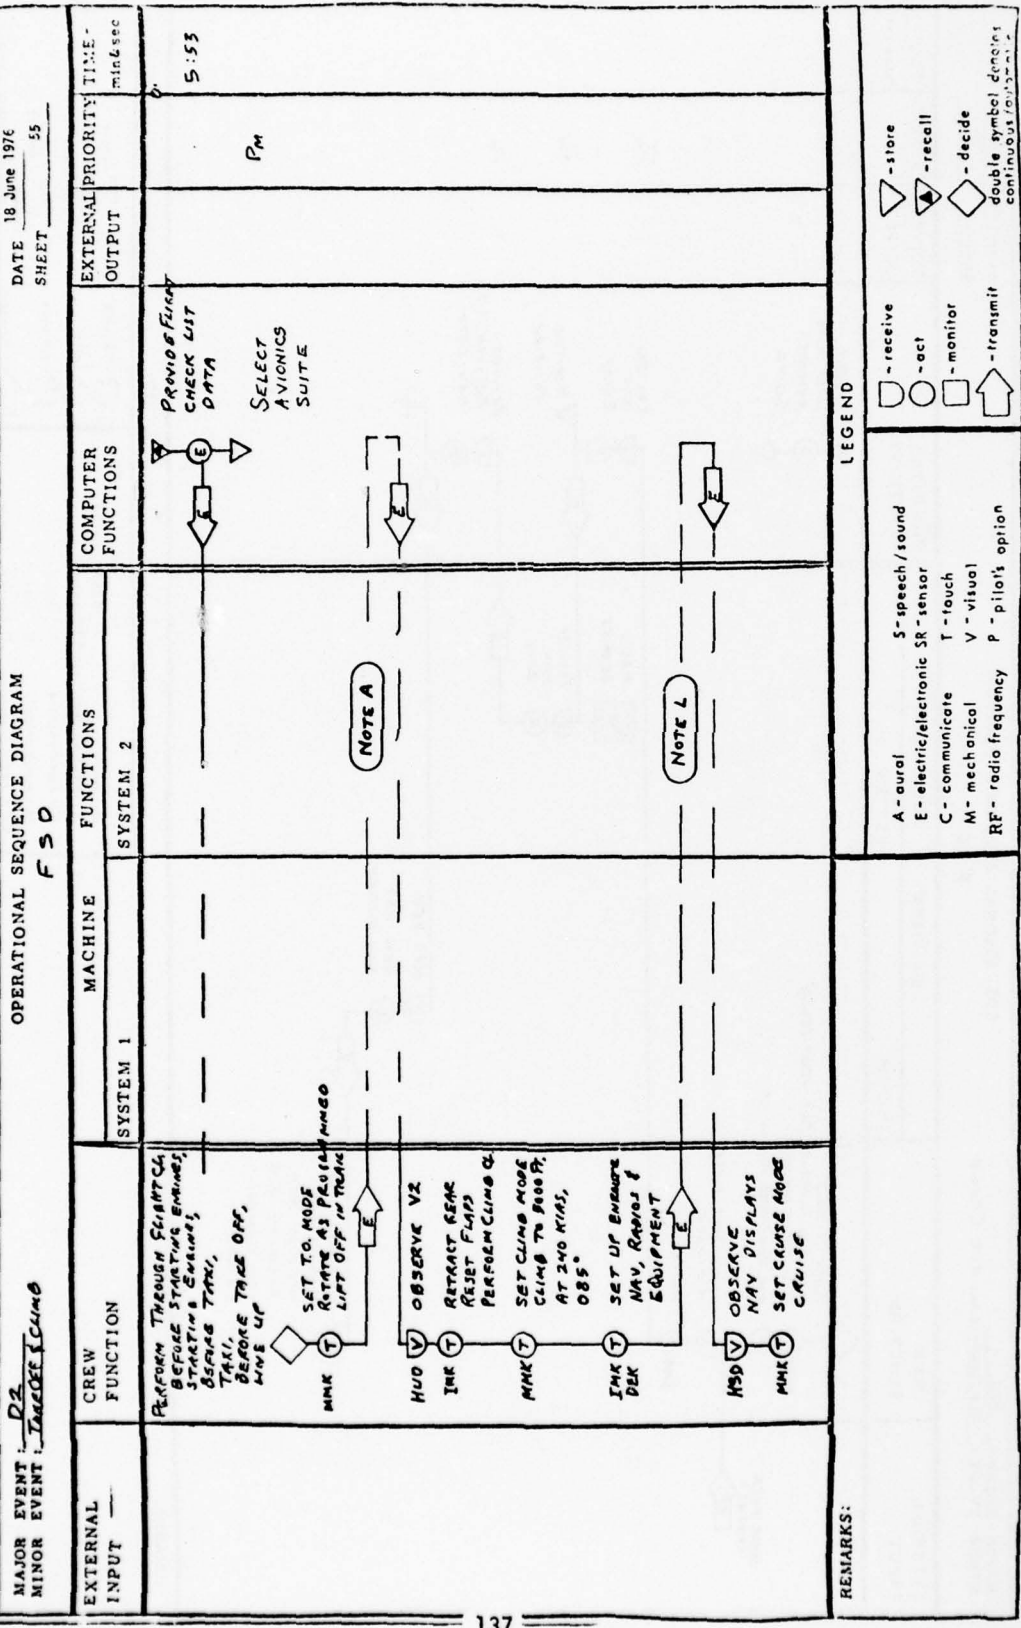 MAJOR EVENT: D2
MINOR EVENT: TAKEOFF & CLIMB
OPERATIONAL SEQUENCE DIAGRAM
FSD
DATE 18 June 1976
SHEET 55
EXTERNAL INPUT
CREW FUNCTION
MACHINE FUNCTIONS
SYSTEM 1
SYSTEM 2
COMPUTER FUNCTIONS
EXTERNAL OUTPUT
PRIORITY
TIME -
min&sec
PERFORM THROUGH FLIGHT CL
BEFORE STARTING ENGINES,
STARTING ENGINES,
BEFORE TAXI,
TAXI,
BEFORE TAKE OFF,
LINE UP
E
E
PROVIDE FLIGHT
CHECK LIST
DATA
SELECT
AVIONICS
SUITE
PM
0.
5:53
MMK T
SET T.O. MODE
ROTATE AS PROGRAMMED
LIFT OFF IN TRAIL
E
NOTE A
E
HUD V OBSERVE V2
IMK T
RETRACT GEAR
RESET FLAPS
PERFORM CLIMB CL
MMK T
SET CLIMB MODE
CLIMB TO 8000 FT,
AT 240 KIAS,
085°
IMK T
DEK
SET UP ENROUTE
NAV, RADIOS &
EQUIPMENT
E
NOTE L
E
HSD V OBSERVE
NAV DISPLAYS
MMK T SET CRUISE MODE
CRUISE
REMARKS:
LEGEND
A - aural
S - speech / sound
E - electric/electronic
SR - sensor
C - communicate
T - touch
M - mechanical
V - visual
RF - radio frequency
P - pilot's option
- receive
- act
- monitor
- transmit
- store
- recall
- decide
double symbol denotes
continuous
137